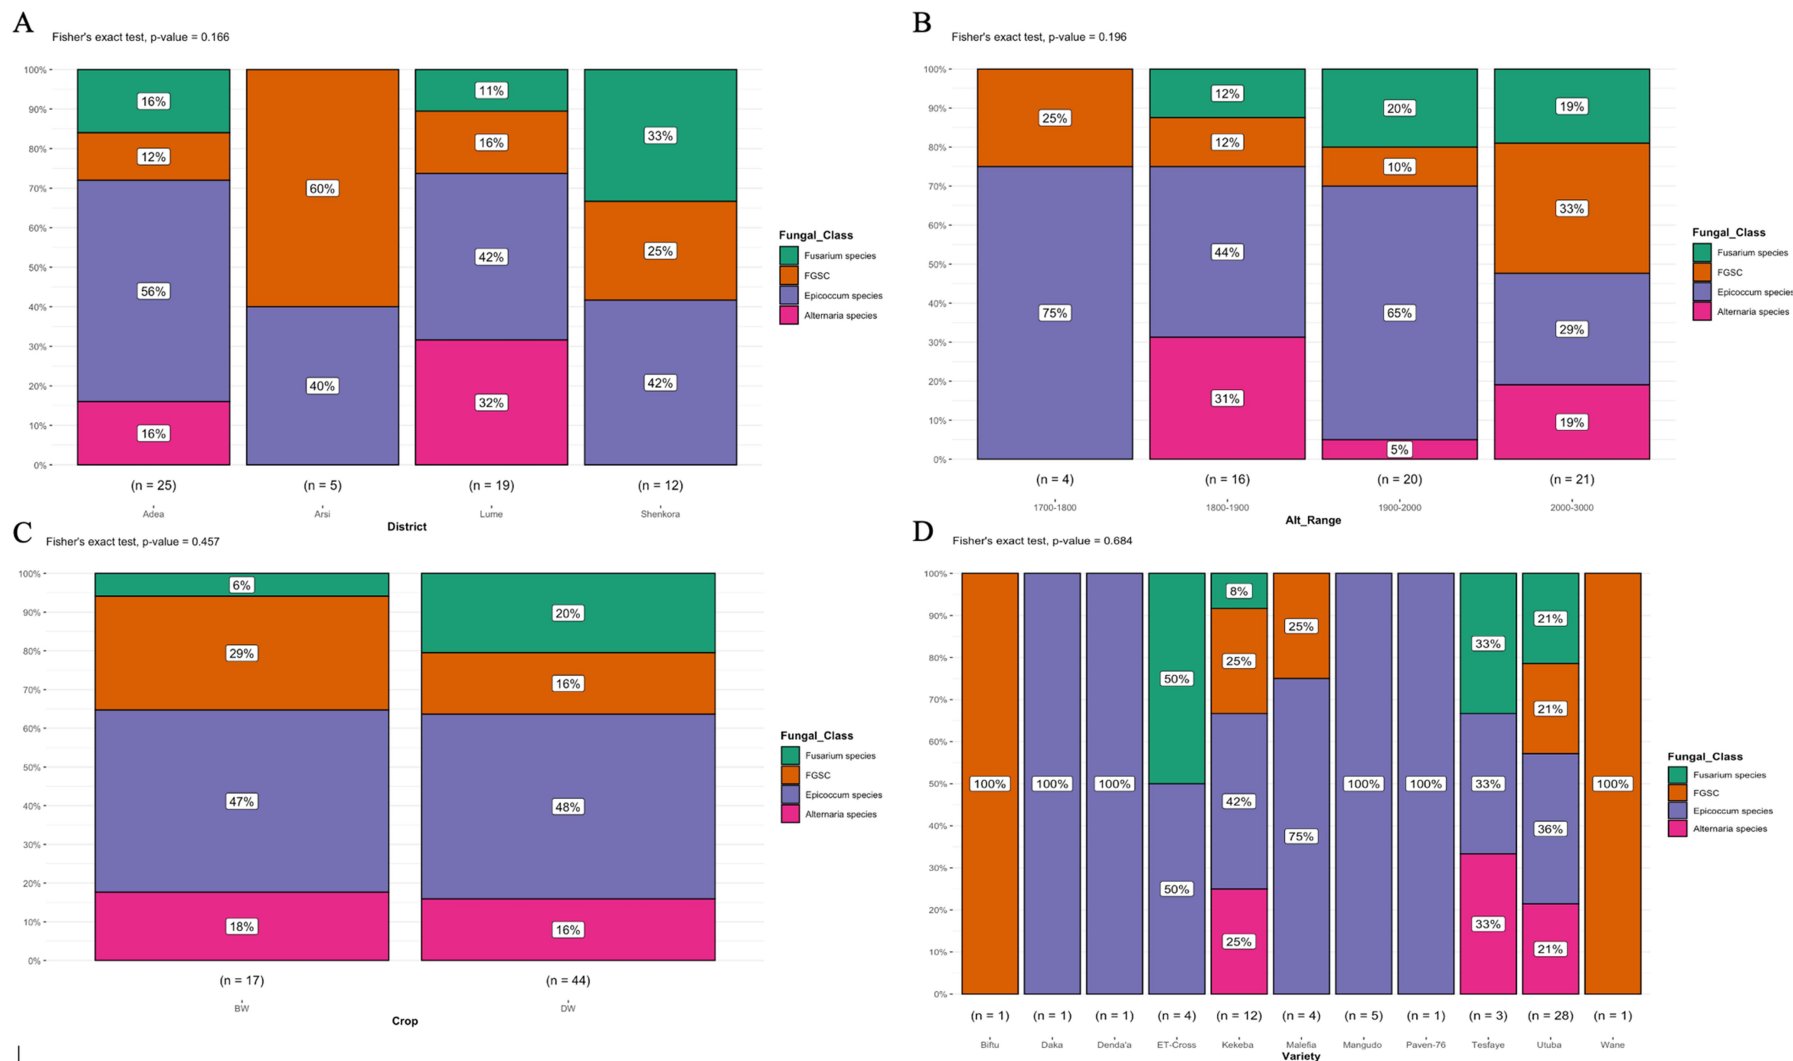 A
Fisher's exact test, p-value = 0.166
100%
90%
80%
70%
60%
50%
40%
30%
20%
10%
0%
16% 11% 33%
12% 60% 16% 25%
56% 40% 42% 42%
16% 32%
(n = 25) (n = 5) (n = 19) (n = 12)
Adea Arsi Lume Shenkora
District
Fungal_Class
Fusarium species
FGSC
Epicoccum species
Alternaria species
B
Fisher's exact test, p-value = 0.196
100%
90%
80%
70%
60%
50%
40%
30%
20%
10%
0%
12% 20% 19%
25% 12% 10% 33%
75% 44% 65% 29%
31% 5% 19%
(n = 4) (n = 16) (n = 20) (n = 21)
1700-1800 1800-1900 1900-2000 2000-3000
Alt_Range
Fungal_Class
Fusarium species
FGSC
Epicoccum species
Alternaria species
C
Fisher's exact test, p-value = 0.457
100%
90%
80%
70%
60%
50%
40%
30%
20%
10%
0%
6% 20%
29% 16%
47% 48%
18% 16%
(n = 17) (n = 44)
BW DW
Crop
Fungal_Class
Fusarium species
FGSC
Epicoccum species
Alternaria species
D
Fisher's exact test, p-value = 0.684
100%
90%
80%
70%
60%
50%
40%
30%
20%
10%
0%
50% 8% 33% 21%
100% 25% 25% 21% 100%
100% 100% 50% 42% 75% 100% 100% 33% 36%
25% 33% 21%
(n = 1) (n = 1) (n = 1) (n = 4) (n = 12) (n = 4) (n = 5) (n = 1) (n = 3) (n = 28) (n = 1)
Biftu Daka Denda'a ET-Cross Kekeba Malefia Mangudo Paven-76 Tesfaye Utuba Wane
Variety
Fungal_Class
Fusarium species
FGSC
Epicoccum species
Alternaria species